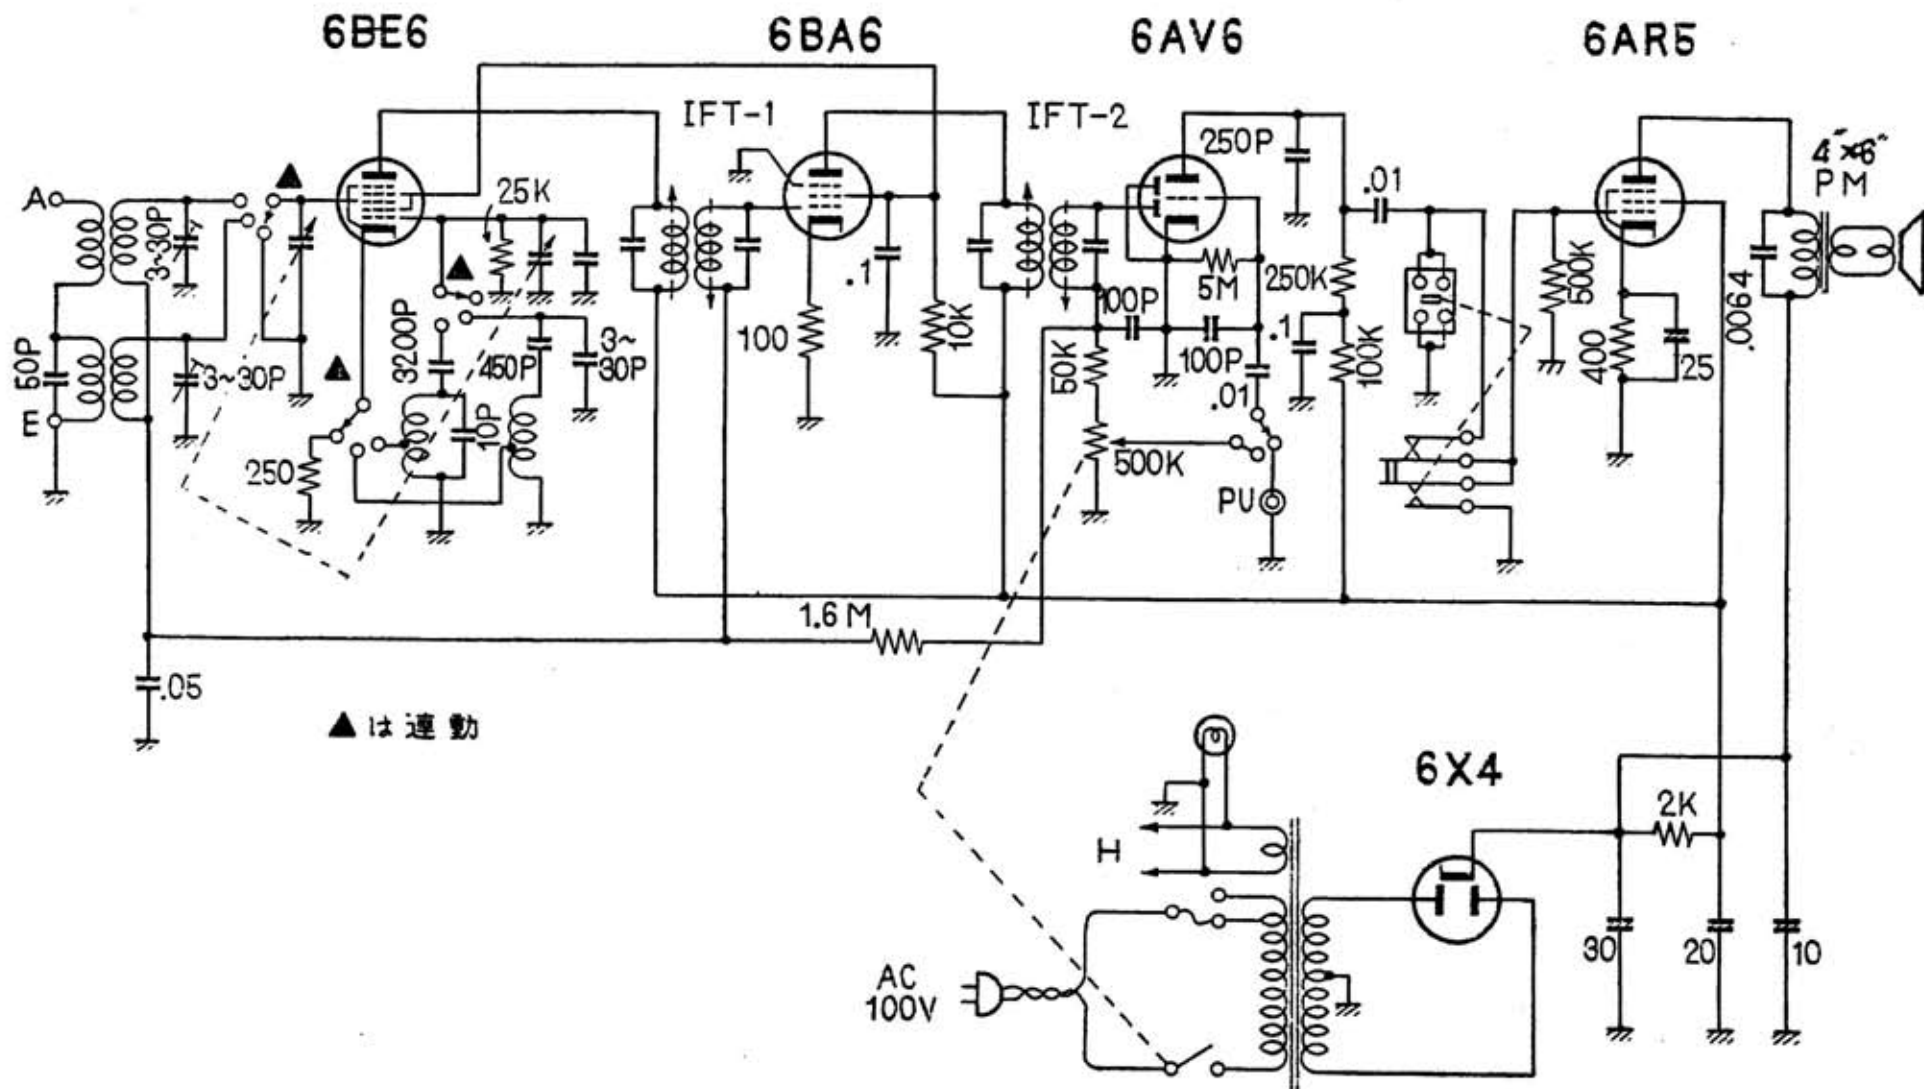 6BE6
6BA6
6AV6
6AR5
IFT-1
IFT-2
250P
4"×6"
PM
A
25K
.01
3~30P
.1
5M
250K
500K
.0064
100P
100
10K
50P
3200P
450P
3~
30P
3~30P
50K
100P
.1
100K
400
25
E
10P
.01
250
500K
PU
1.6M
.05
▲は連動
6X4
2K
H
30
20
10
AC
100V